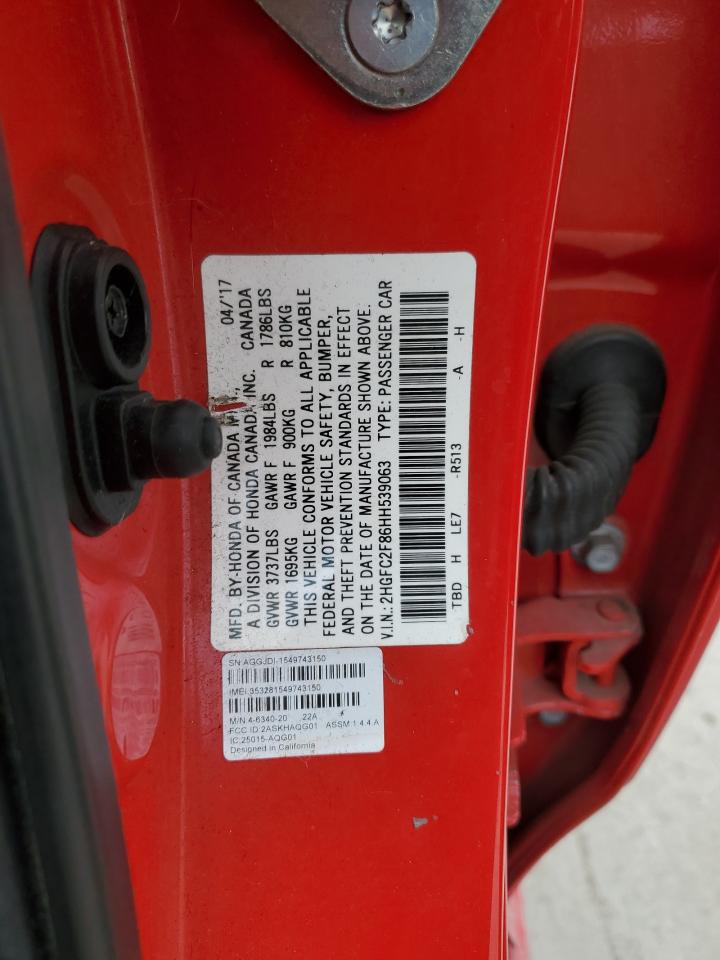 MFD. BY-HONDA OF CANADA MFG., 04/'17
A DIVISION OF HONDA CANADA INC. CANADA
GVWR 3737LBS GAWR F 1984LBS R 1786LBS
GVWR 1695KG GAWR F 900KG R 810KG
THIS VEHICLE CONFORMS TO ALL APPLICABLE
FEDERAL MOTOR VEHICLE SAFETY, BUMPER,
AND THEFT PREVENTION STANDARDS IN EFFECT
ON THE DATE OF MANUFACTURE SHOWN ABOVE.
V.I.N.: 2HGFC2F86HH539063 TYPE: PASSENGER CAR
TBD H LE7 -R513 -A -H
SN:AGGJDI-1549743150
IMEI:353281549743150
M/N:4-6340-20 22A
FCC ID:2ASKHAQG01 ASSM 1.4.4.A
IC:25015-AQG01
Designed in California